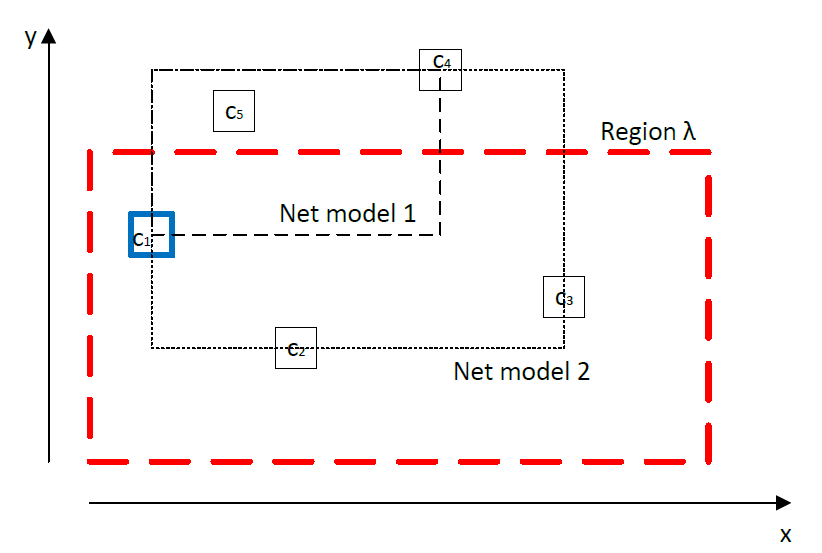 y
C4
C5
Region λ
Net model 1
C1
C3
C2
Net model 2
x